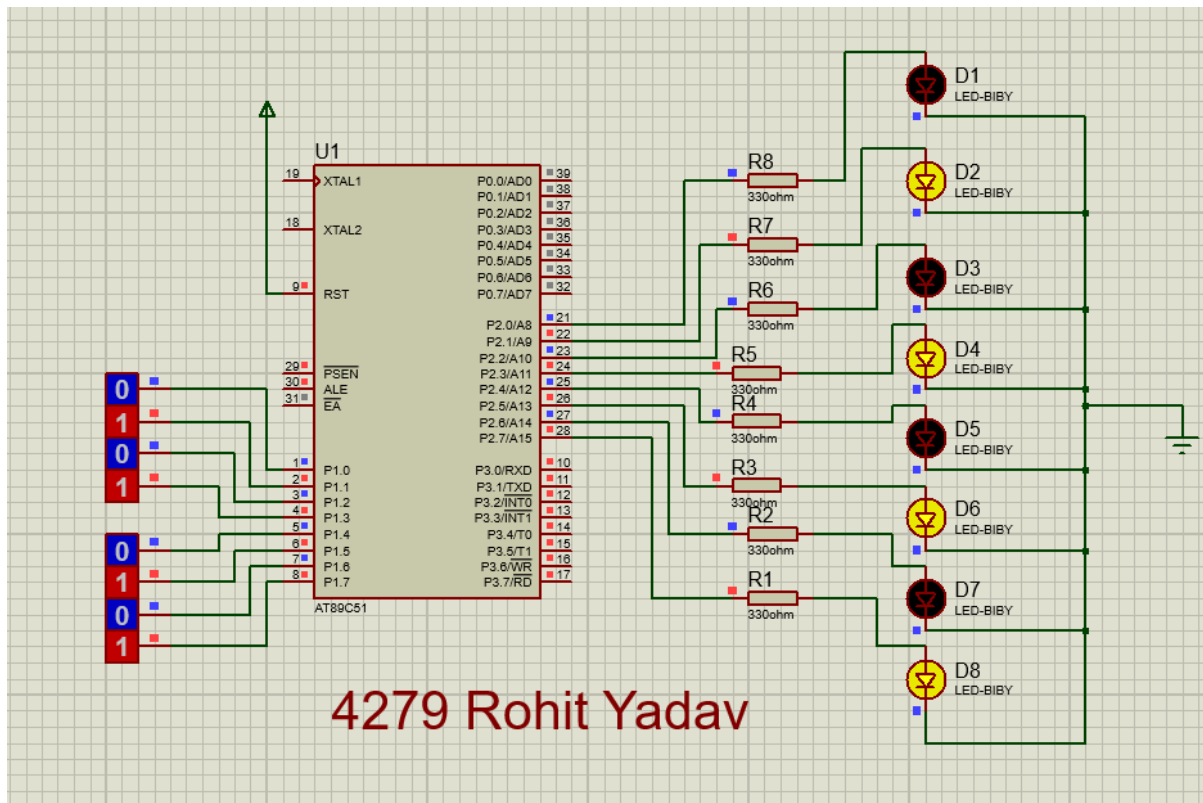 U1
19 XTAL1
18 XTAL2
9 RST
29 PSEN
30 ALE
31 EA
1 P1.0
2 P1.1
3 P1.2
4 P1.3
5 P1.4
6 P1.5
7 P1.6
8 P1.7
P0.0/AD0 39
P0.1/AD1 38
P0.2/AD2 37
P0.3/AD3 36
P0.4/AD4 35
P0.5/AD5 34
P0.6/AD6 33
P0.7/AD7 32
P2.0/A8 21
P2.1/A9 22
P2.2/A10 23
P2.3/A11 24
P2.4/A12 25
P2.5/A13 26
P2.6/A14 27
P2.7/A15 28
P3.0/RXD 10
P3.1/TXD 11
P3.2/INT0 12
P3.3/INT1 13
P3.4/T0 14
P3.5/T1 15
P3.6/WR 16
P3.7/RD 17
AT89C51
0
1
0
1
0
1
0
1
R8
330ohm
R7
330ohm
R6
330ohm
R5
330ohm
R4
R3
330ohm
R2
330ohm
R1
330ohm
D1
LED-BIBY
D2
LED-BIBY
D3
LED-BIBY
D4
LED-BIBY
D5
LED-BIBY
D6
LED-BIBY
D7
LED-BIBY
D8
LED-BIBY
4279 Rohit Yadav